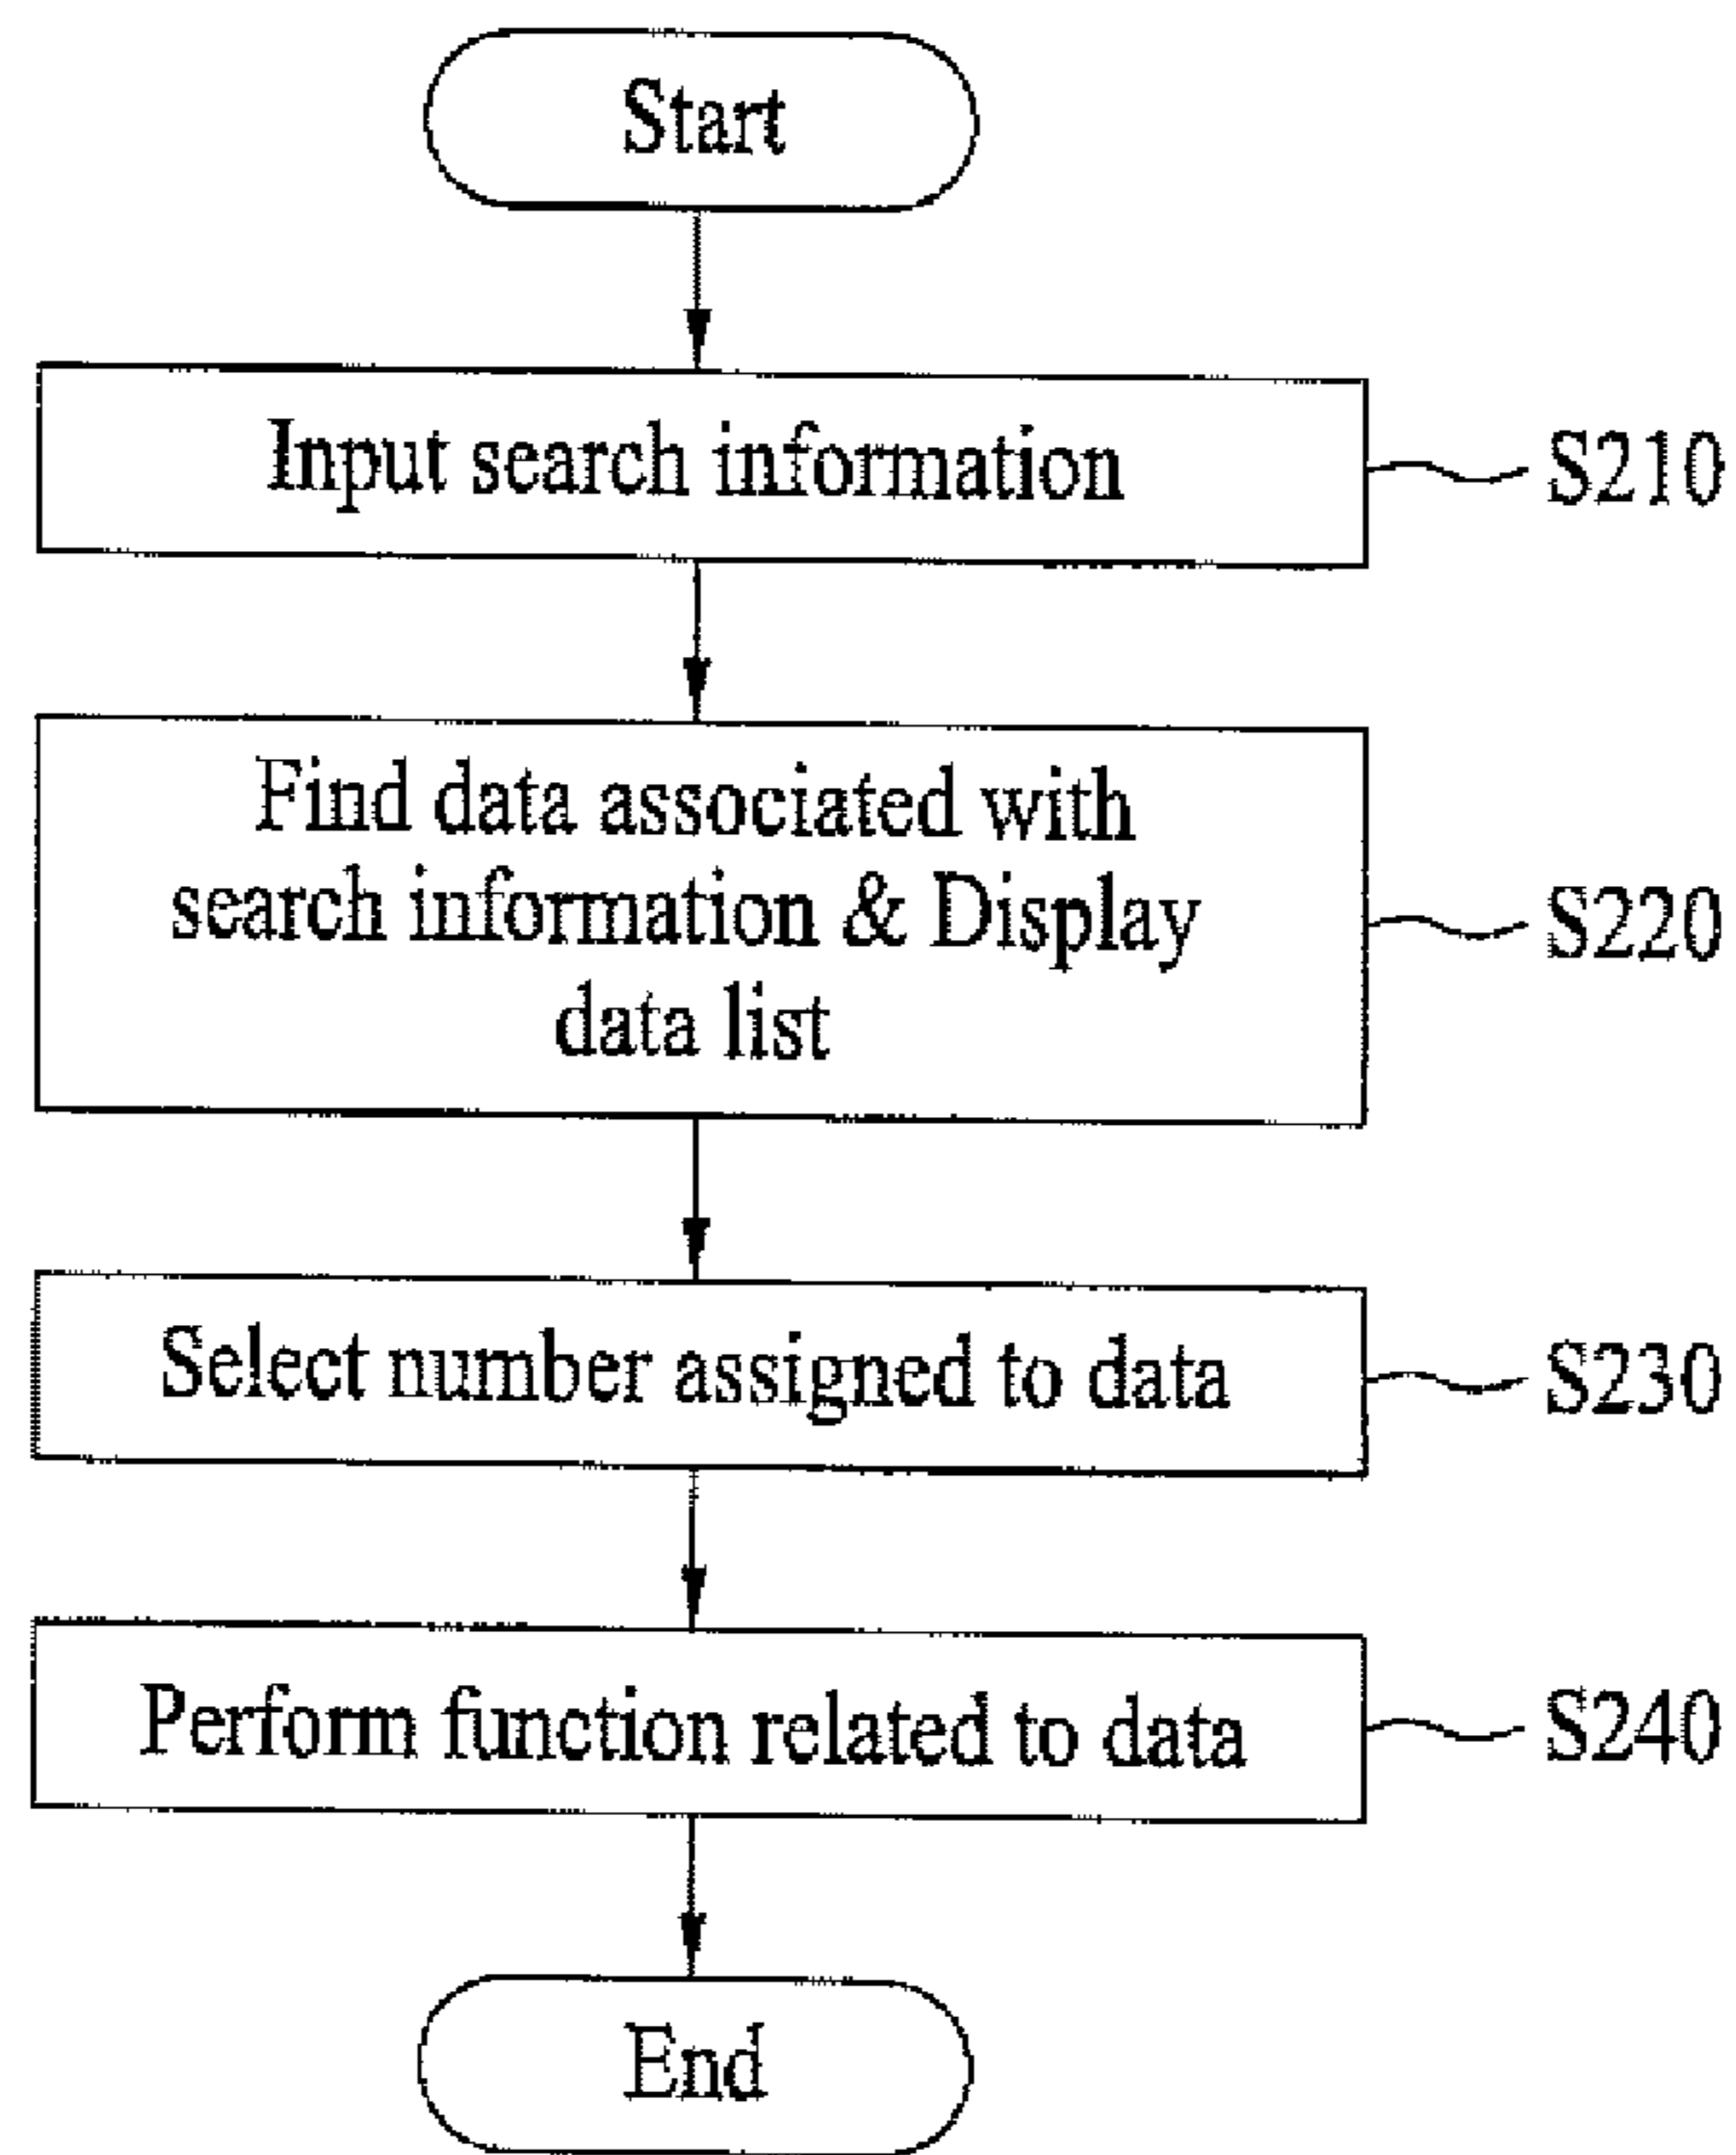 Start
Input search information
S210
Find data associated with
search information & Display
data list
S220
Select number assigned to data
S230
Perform function related to data
S240
End